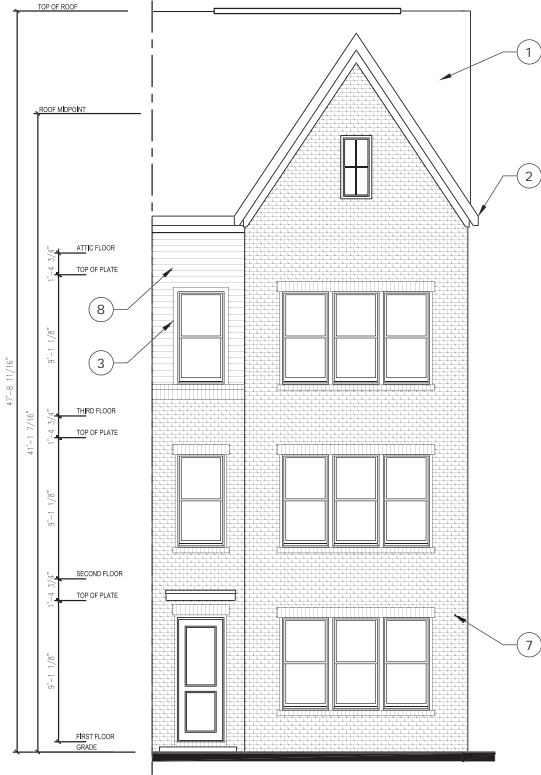 TOP OF ROOF
1
ROOF MIDPOINT
2
ATTIC FLOOR
1'-4 3/4"
TOP OF PLATE
8
3
9'-1 1/8"
47'-8 11/16"
41'-1 7/16"
THIRD FLOOR
1'-4 3/4"
TOP OF PLATE
9'-1 1/8"
SECOND FLOOR
1'-4 3/4"
TOP OF PLATE
7
9'-1 1/8"
FIRST FLOOR
GRADE